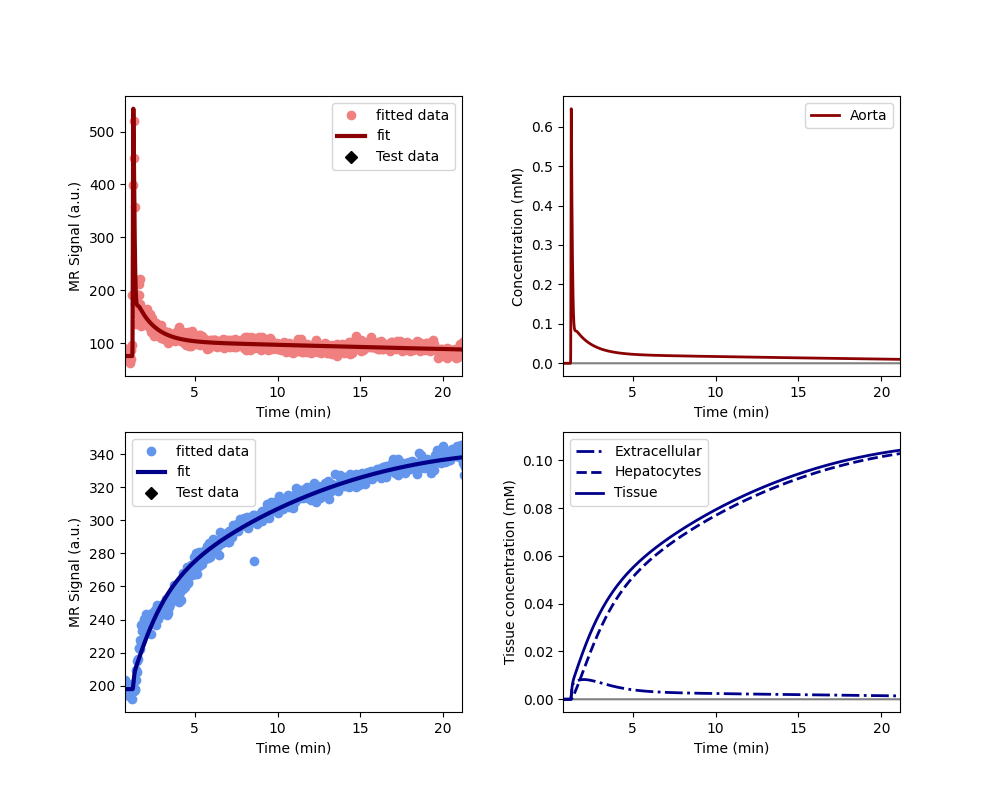 MR Signal (a.u.)
500
400
300
200
100
fitted data
fit
Test data
5
10
15
20
Time (min)
Concentration (mM)
0.6
0.5
0.4
0.3
0.2
0.1
0.0
Aorta
5
10
15
20
Time (min)
MR Signal (a.u.)
340
320
300
280
260
240
220
200
fitted data
fit
Test data
5
10
15
20
Time (min)
Tissue concentration (mM)
0.10
0.08
0.06
0.04
0.02
0.00
Extracellular
Hepatocytes
Tissue
5
10
15
20
Time (min)